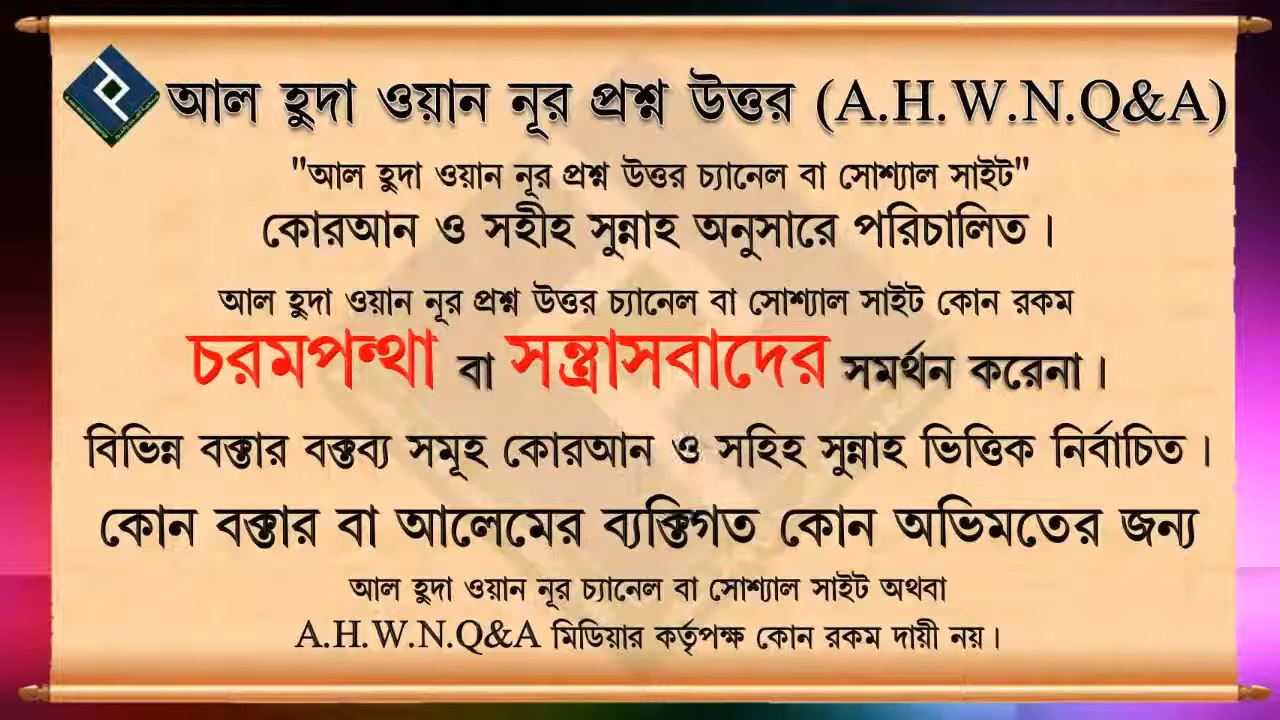 আল হুদা ওয়ান নূর প্রশ্ন উত্তর (A.H.W.N.Q&A)
"আল হুদা ওয়ান নূর প্রশ্ন উত্তর চ্যানেল বা সোশ্যাল সাইট"
কোরআন ও সহীহ সুন্নাহ অনুসারে পরিচালিত।
আল হুদা ওয়ান নূর প্রশ্ন উত্তর চ্যানেল বা সোশ্যাল সাইট কোন রকম
চরমপন্থা বা সন্ত্রাসবাদের সমর্থন করেনা।
বিভিন্ন বক্তার বক্তব্য সমূহ কোরআন ও সহিহ সুন্নাহ ভিত্তিক নির্বাচিত।
কোন বক্তার বা আলেমের ব্যক্তিগত কোন অভিমতের জন্য
আল হুদা ওয়ান নূর চ্যানেল বা সোশ্যাল সাইট অথবা
A.H.W.N.Q&A মিডিয়ার কর্তৃপক্ষ কোন রকম দায়ী নয়।